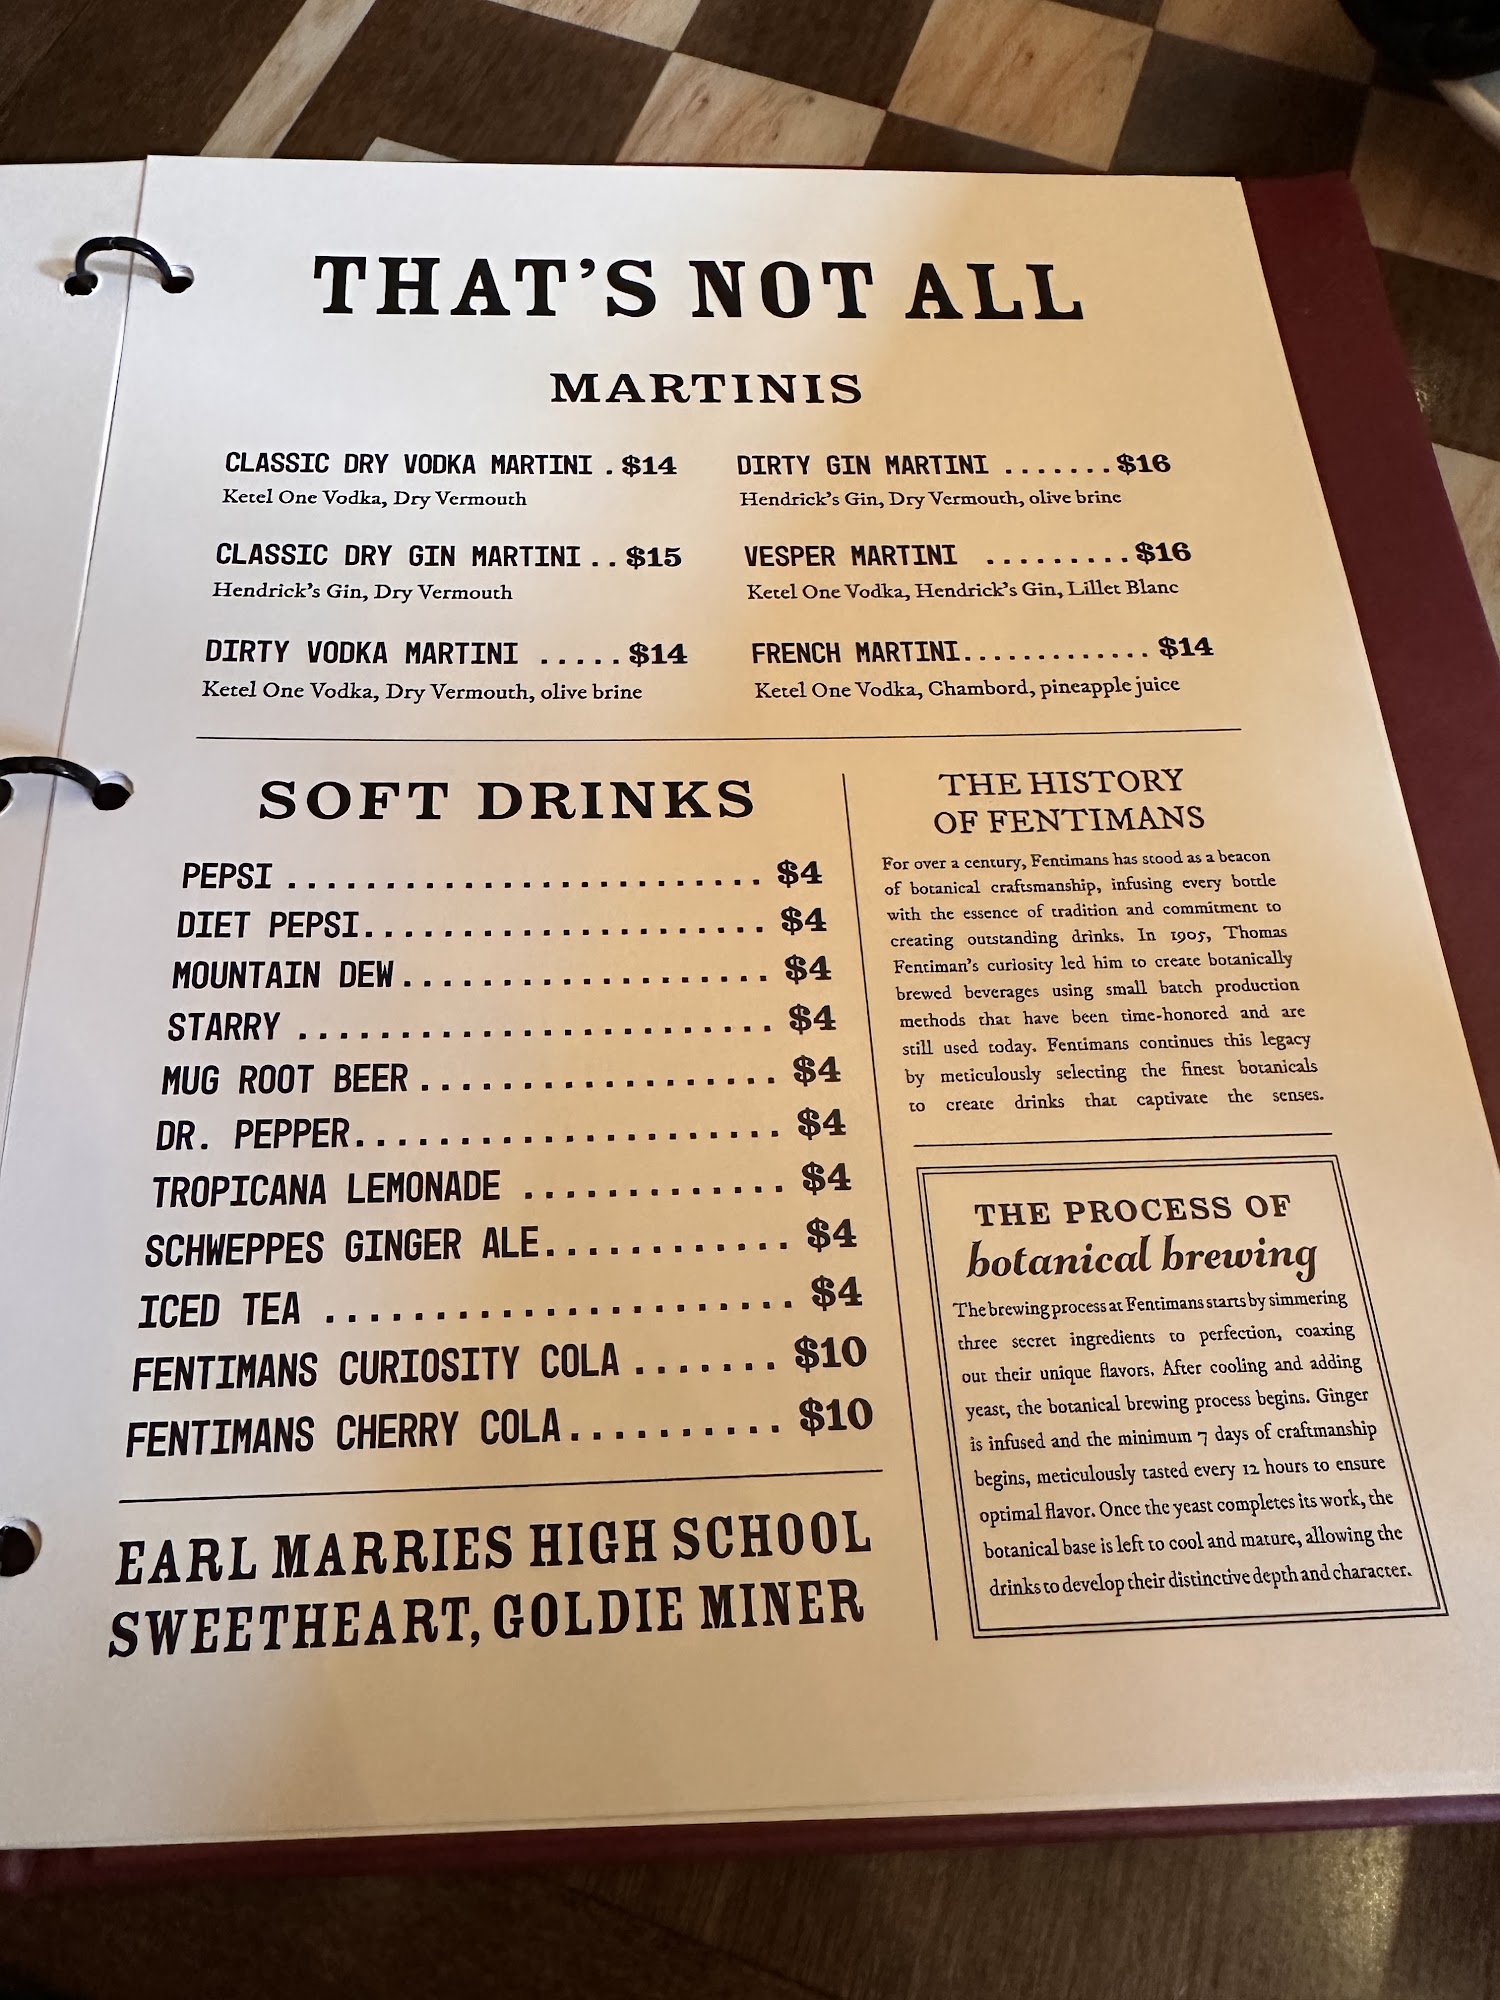 THAT'S NOT ALL
MARTINIS
CLASSIC DRY VODKA MARTINI . $14
Ketel One Vodka, Dry Vermouth
CLASSIC DRY GIN MARTINI .. $15
Hendrick's Gin, Dry Vermouth
DIRTY VODKA MARTINI ..... $14
Ketel One Vodka, Dry Vermouth, olive brine
DIRTY GIN MARTINI ....... $16
Hendrick's Gin, Dry Vermouth, olive brine
VESPER MARTINI ......... $16
Ketel One Vodka, Hendrick's Gin, Lillet Blanc
FRENCH MARTINI............. $14
Ketel One Vodka, Chambord, pineapple juice
SOFT DRINKS
PEPSI ......................... $4
DIET PEPSI..................... $4
MOUNTAIN DEW................... $4
STARRY ........................ $4
MUG ROOT BEER .................. $4
DR. PEPPER..................... $4
TROPICANA LEMONADE ............. $4
SCHWEPPES GINGER ALE............ $4
ICED TEA ....................... $4
FENTIMANS CURIOSITY COLA ....... $10
FENTIMANS CHERRY COLA.......... $10
EARL MARRIES HIGH SCHOOL
SWEETHEART, GOLDIE MINER
THE HISTORY
OF FENTIMANS
For over a century, Fentimans has stood as a beacon
of botanical craftsmanship, infusing every bottle
with the essence of tradition and commitment to
creating outstanding drinks. In 1905, Thomas
Fentiman's curiosity led him to create botanically
brewed beverages using small batch production
methods that have been time-honored and are
still used today. Fentimans continues this legacy
by meticulously selecting the finest botanicals
to create drinks that captivate the senses.
THE PROCESS OF
botanical brewing
The brewing process at Fentimans starts by simmering
three secret ingredients to perfection, coaxing
out their unique flavors. After cooling and adding
yeast, the botanical brewing process begins. Ginger
is infused and the minimum 7 days of craftmanship
begins, meticulously tasted every 12 hours to ensure
optimal flavor. Once the yeast completes its work, the
botanical base is left to cool and mature, allowing the
drinks to develop their distinctive depth and character.